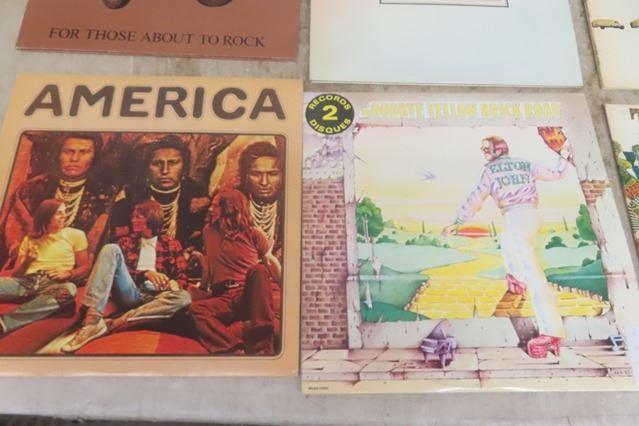 FOR THOSE ABOUT TO ROCK
AMERICA
RECORDS
2
DISQUES
GOODBYE YELLOW BRICK ROAD
ELTON
JOHN